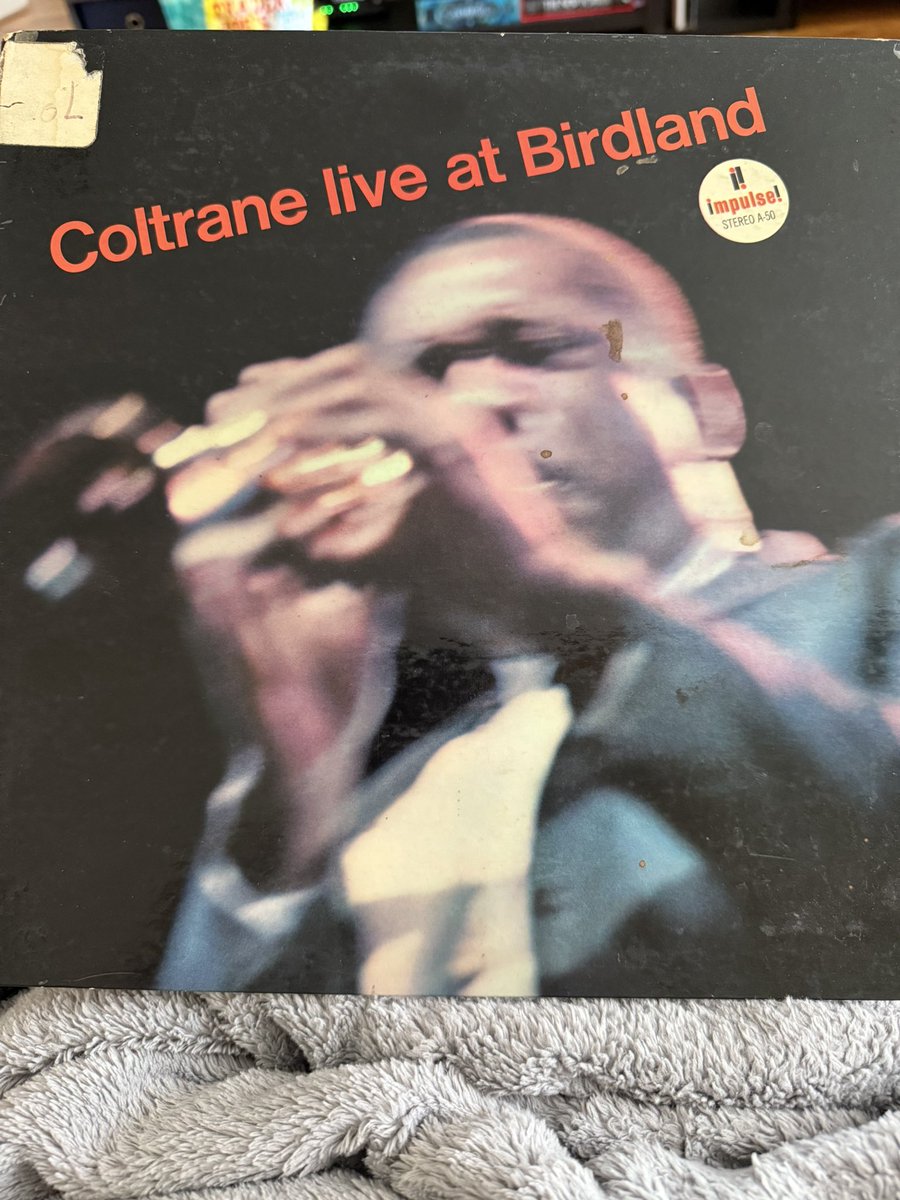 Coltrane live at Birdland
impulse!
STEREO A-50